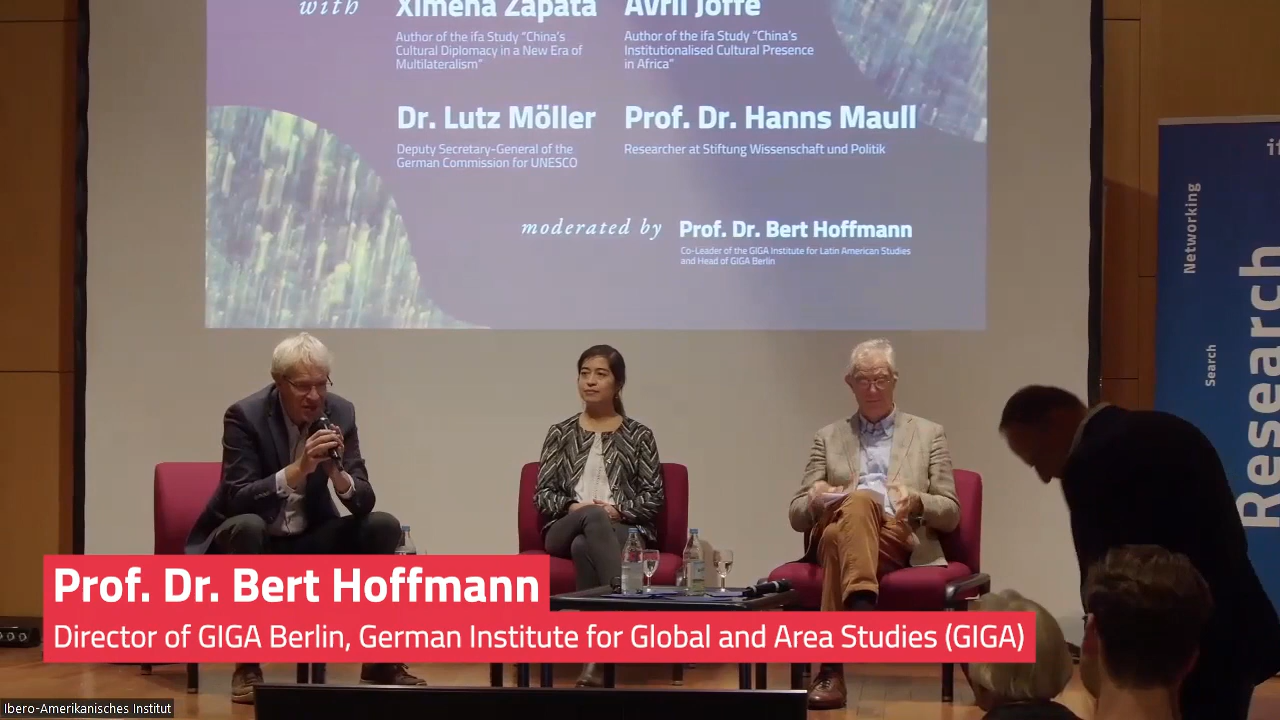 with
Ximena Zapata
Author of the ifa Study “China’s
Cultural Diplomacy in a New Era of
Multilateralism”
Avril Joffe
Author of the ifa Study “China’s
Institutionalised Cultural Presence
in Africa”
Dr. Lutz Möller
Deputy Secretary-General of the
German Commission for UNESCO
Prof. Dr. Hanns Maull
Researcher at Stiftung Wissenschaft und Politik
moderated by
Prof. Dr. Bert Hoffmann
Co-Leader of the GIGA Institute for Latin American Studies
and Head of GIGA Berlin
Networking
Search
Research
Prof. Dr. Bert Hoffmann
Director of GIGA Berlin, German Institute for Global and Area Studies (GIGA)
Ibero-Amerikanisches Institut